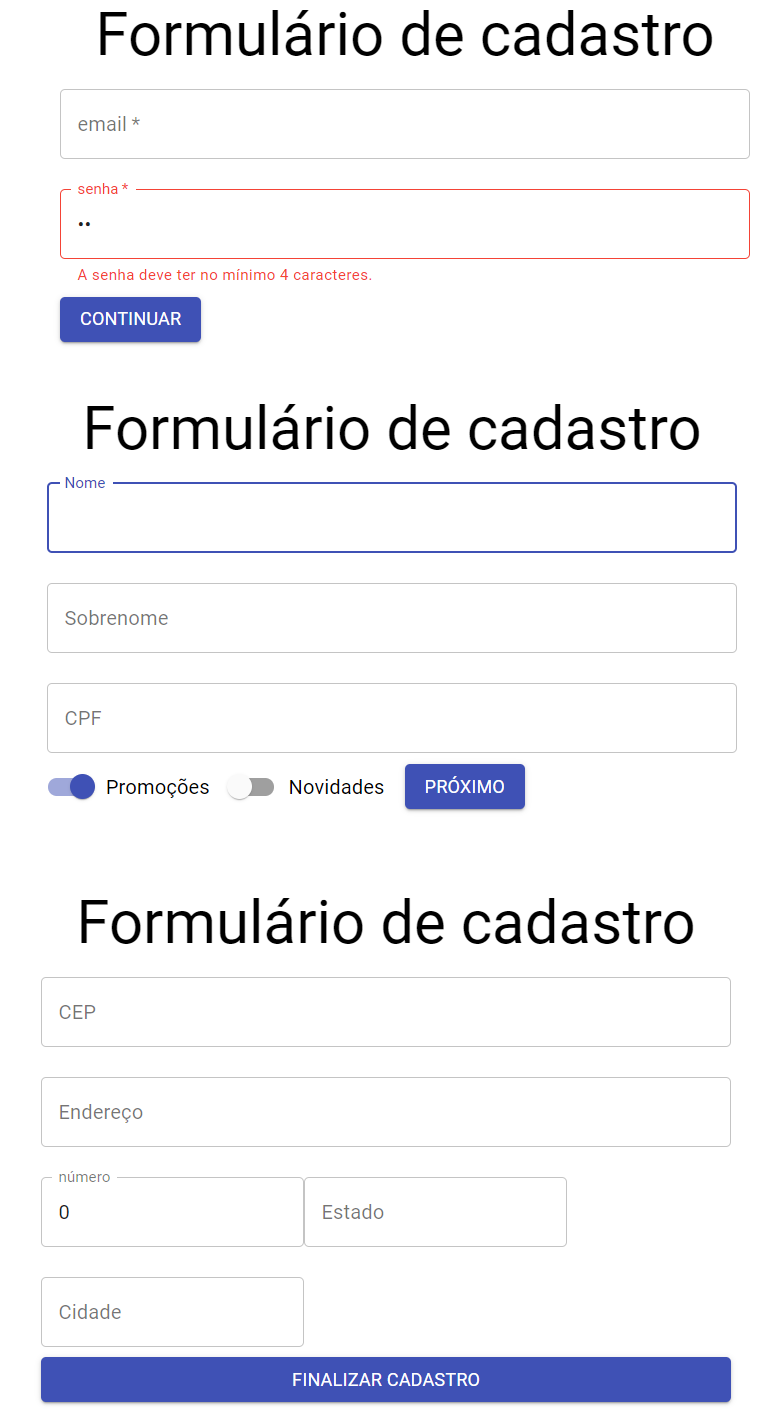 Formulário de cadastro
email *
senha *
••
A senha deve ter no mínimo 4 caracteres.
CONTINUAR
Formulário de cadastro
Nome
Sobrenome
CPF
Promoções Novidades PRÓXIMO
Formulário de cadastro
CEP
Endereço
número
0 Estado
Cidade
FINALIZAR CADASTRO